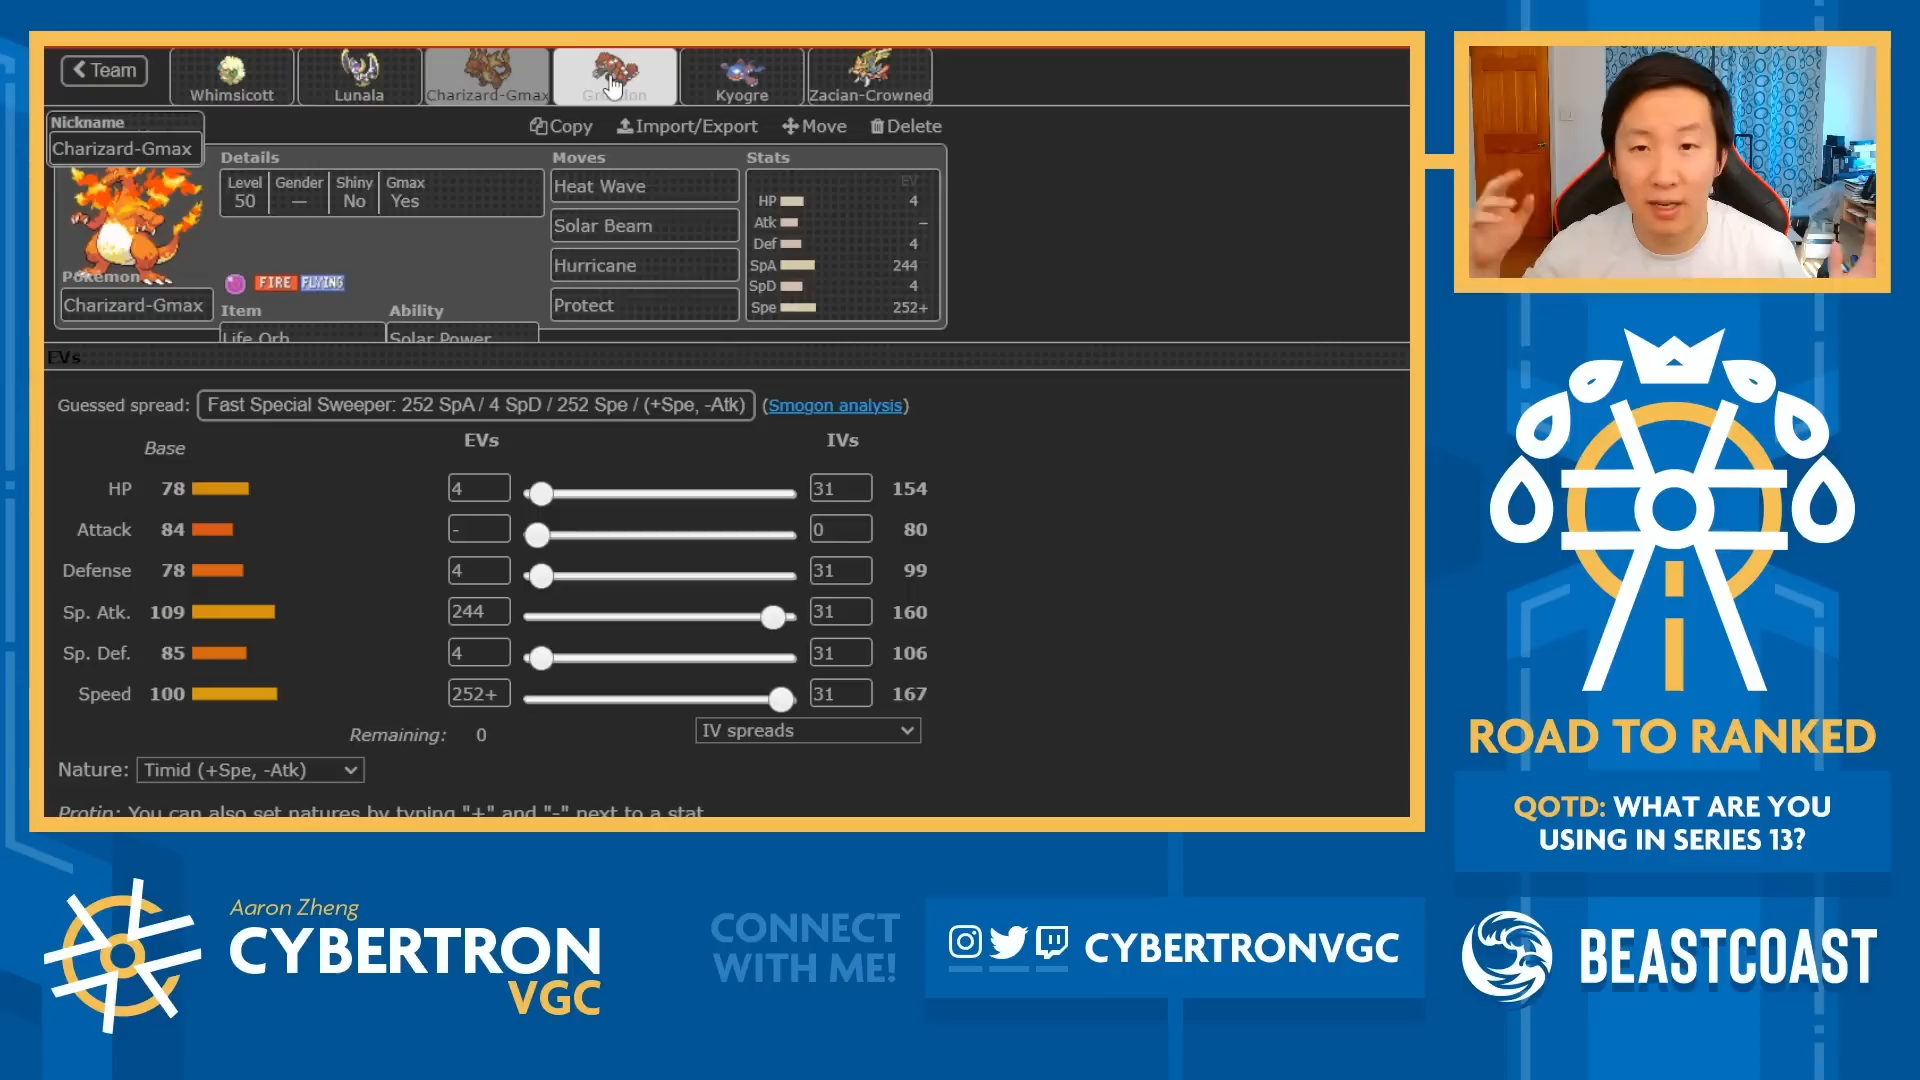 Team
Whimsicott
Lunala
Charizard-Gmax
Groudon
Kyogre
Zacian-Crowned
Copy
Import/Export
Move
Delete
Nickname
Charizard-Gmax
Pokémon
Charizard-Gmax
Details
Level Gender Shiny Gmax
50 — No Yes
FIRE FLYING
Item Ability
Life Orb Solar Power
Moves
Heat Wave
Solar Beam
Hurricane
Protect
Stats
EV
HP 4
Atk –
Def 4
SpA 244
SpD 4
Spe 252+
EVs
Guessed spread: Fast Special Sweeper: 252 SpA / 4 SpD / 252 Spe / (+Spe, -Atk) (Smogon analysis)
Base EVs IVs
HP 78 4 31 154
Attack 84 - 0 80
Defense 78 4 31 99
Sp. Atk. 109 244 31 160
Sp. Def. 85 4 31 106
Speed 100 252+ 31 167
Remaining: 0 IV spreads
Nature: Timid (+Spe, -Atk)
Protip: You can also set natures by typing "+" and "-" next to a stat
ROAD TO RANKED
QOTD: WHAT ARE YOU
USING IN SERIES 13?
Aaron Zheng
CYBERTRON
VGC
CONNECT
WITH ME!
CYBERTRONVGC
BEASTCOAST